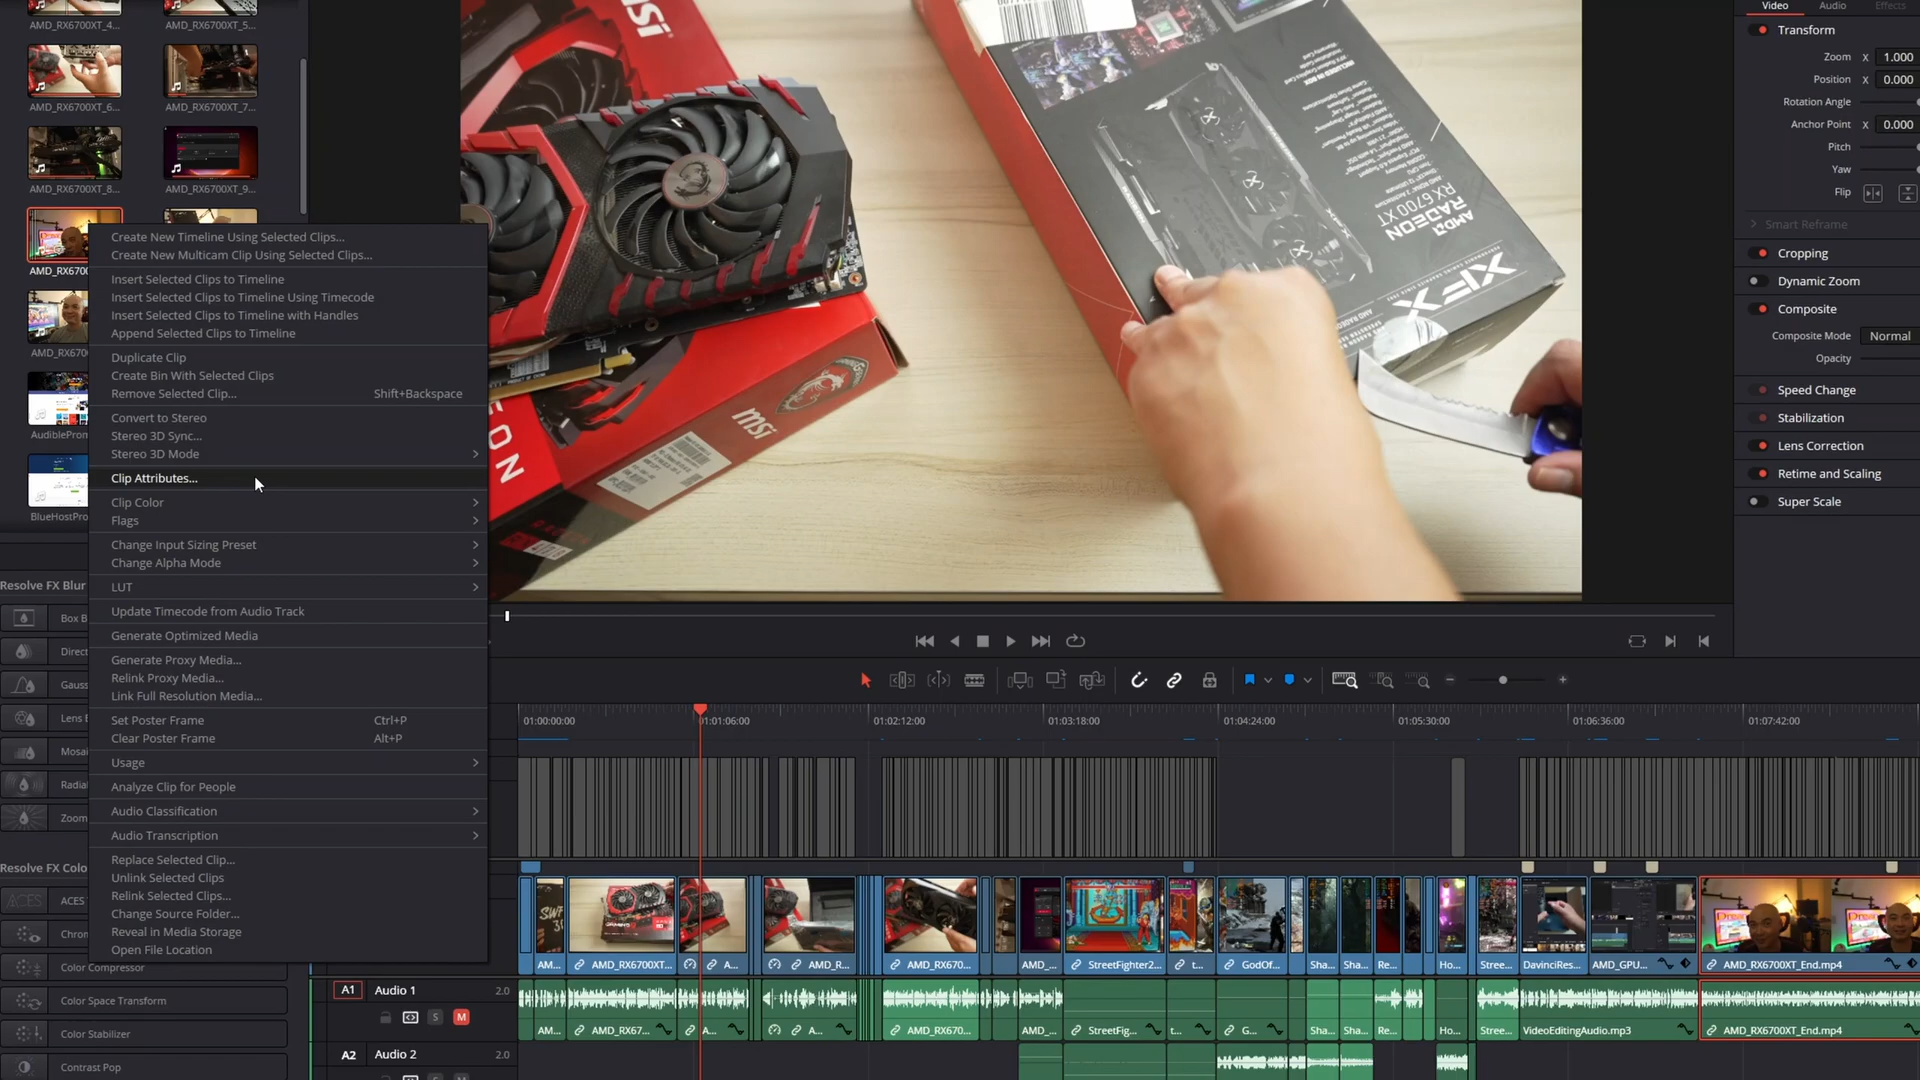 AMD_RX6700XT_4...
AMD_RX6700XT_5...
AMD_RX6700XT_6...
AMD_RX6700XT_7...
AMD_RX6700XT_8...
AMD_RX6700XT_9...
AMD_RX6700
AMD_RX6700
AudibleProm
BlueHostPro
Create New Timeline Using Selected Clips...
Create New Multicam Clip Using Selected Clips...
Insert Selected Clips to Timeline
Insert Selected Clips to Timeline Using Timecode
Insert Selected Clips to Timeline with Handles
Append Selected Clips to Timeline
Duplicate Clip
Create Bin With Selected Clips
Remove Selected Clip... Shift+Backspace
Convert to Stereo
Stereo 3D Sync...
Stereo 3D Mode
Clip Attributes...
Clip Color
Flags
Change Input Sizing Preset
Change Alpha Mode
LUT
Update Timecode from Audio Track
Generate Optimized Media
Generate Proxy Media...
Relink Proxy Media...
Link Full Resolution Media...
Set Poster Frame Ctrl+P
Clear Poster Frame Alt+P
Usage
Analyze Clip for People
Audio Classification
Audio Transcription
Replace Selected Clip...
Unlink Selected Clips
Relink Selected Clips...
Change Source Folder...
Reveal in Media Storage
Open File Location
Resolve FX Blur
Box B
Direct
Gauss
Lens B
Mosai
Radia
Zoom
Resolve FX Colo
ACES
Chron
Color Compressor
Color Space Transform
Color Stabilizer
Contrast Pop
msi
msi
AMD
RADEON
RX 6700 XT
XFX
Video Audio Effects
Transform
Zoom X 1.000
Position X 0.000
Rotation Angle
Anchor Point X 0.000
Pitch
Yaw
Flip
Smart Reframe
Cropping
Dynamic Zoom
Composite
Composite Mode Normal
Opacity
Speed Change
Stabilization
Lens Correction
Retime and Scaling
Super Scale
01:00:00:00 01:01:06:00 01:02:12:00 01:03:18:00 01:04:24:00 01:05:30:00 01:06:36:00 01:07:42:00
AM... AMD_RX6700XT... A... AMD_R... AMD_RX670... AMD_... StreetFighter2... t... GodOf... Sha... Sha... Re... Ho... Stree... DavinciRes... AMD_GPU... AMD_RX6700XT_End.mp4
A1 Audio 1 2.0
S M
AM... AMD_RX67... A... A... AMD_RX670... AMD_... StreetFig... t... G... Sha... Sha... Re... Ho... Stree... VideoEditingAudio.mp3 AMD_RX6700XT_End.mp4
A2 Audio 2 2.0